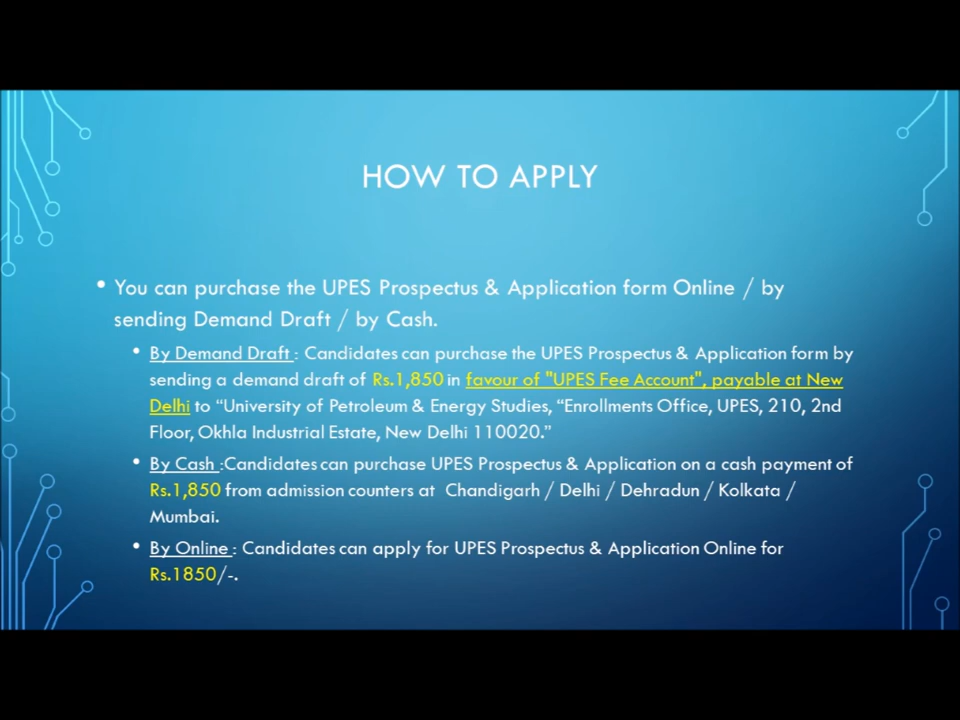 HOW TO APPLY
• You can purchase the UPES Prospectus & Application form Online / by
sending Demand Draft / by Cash.
• By Demand Draft : Candidates can purchase the UPES Prospectus & Application form by
sending a demand draft of Rs.1,850 in favour of "UPES Fee Account", payable at New
Delhi to “University of Petroleum & Energy Studies, “Enrollments Office, UPES, 210, 2nd
Floor, Okhla Industrial Estate, New Delhi 110020.”
• By Cash :Candidates can purchase UPES Prospectus & Application on a cash payment of
Rs.1,850 from admission counters at Chandigarh / Delhi / Dehradun / Kolkata /
Mumbai.
• By Online : Candidates can apply for UPES Prospectus & Application Online for
Rs.1850/-.